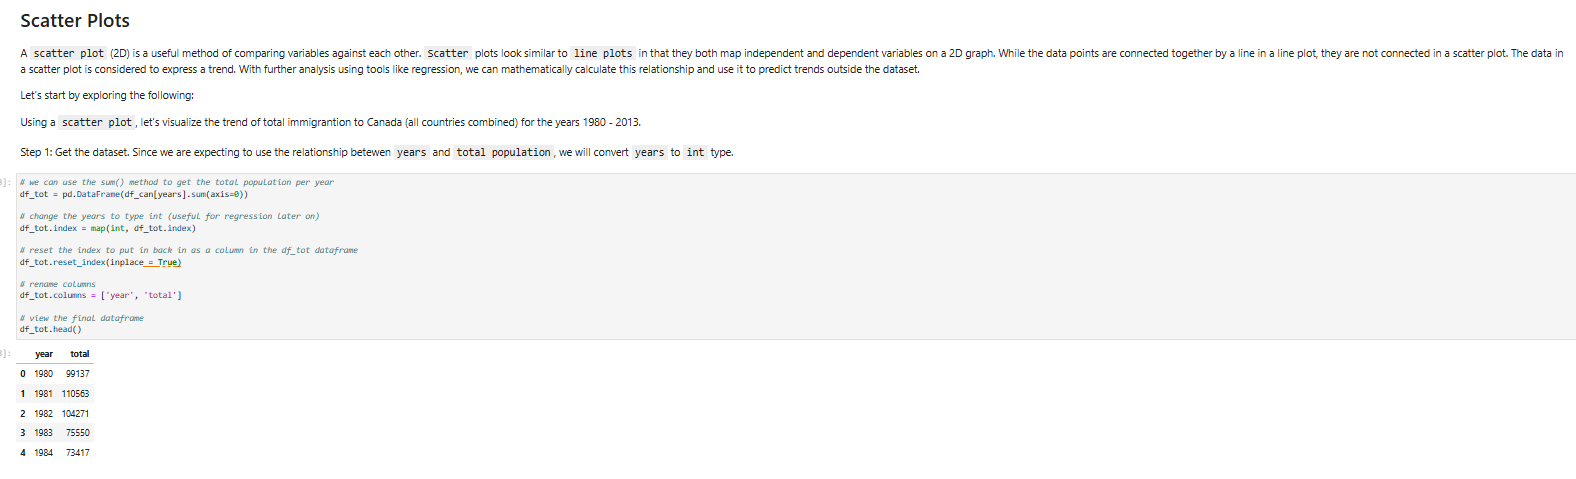 Scatter Plots
A scatter plot (2D) is a useful method of comparing variables against each other. Scatter plots look similar to line plots in that they both map independent and dependent variables on a 2D graph. While the data points are connected together by a line in a line plot, they are not connected in a scatter plot. The data in
a scatter plot is considered to express a trend. With further analysis using tools like regression, we can mathematically calculate this relationship and use it to predict trends outside the dataset.
Let's start by exploring the following:
Using a scatter plot, let's visualize the trend of total immigrantion to Canada (all countries combined) for the years 1980 - 2013.
Step 1: Get the dataset. Since we are expecting to use the relationship betewen years and total population, we will convert years to int type.
]: # we can use the sum() method to get the total population per year
df_tot = pd.DataFrame(df_can[years].sum(axis=0))
# change the years to type int (useful for regression later on)
df_tot.index = map(int, df_tot.index)
# reset the index to put in back in as a column in the df_tot dataframe
df_tot.reset_index(inplace = True)
# rename columns
df_tot.columns = ['year', 'total']
# view the final dataframe
df_tot.head()
]: year total
0 1980 99137
1 1981 110563
2 1982 104271
3 1983 75550
4 1984 73417